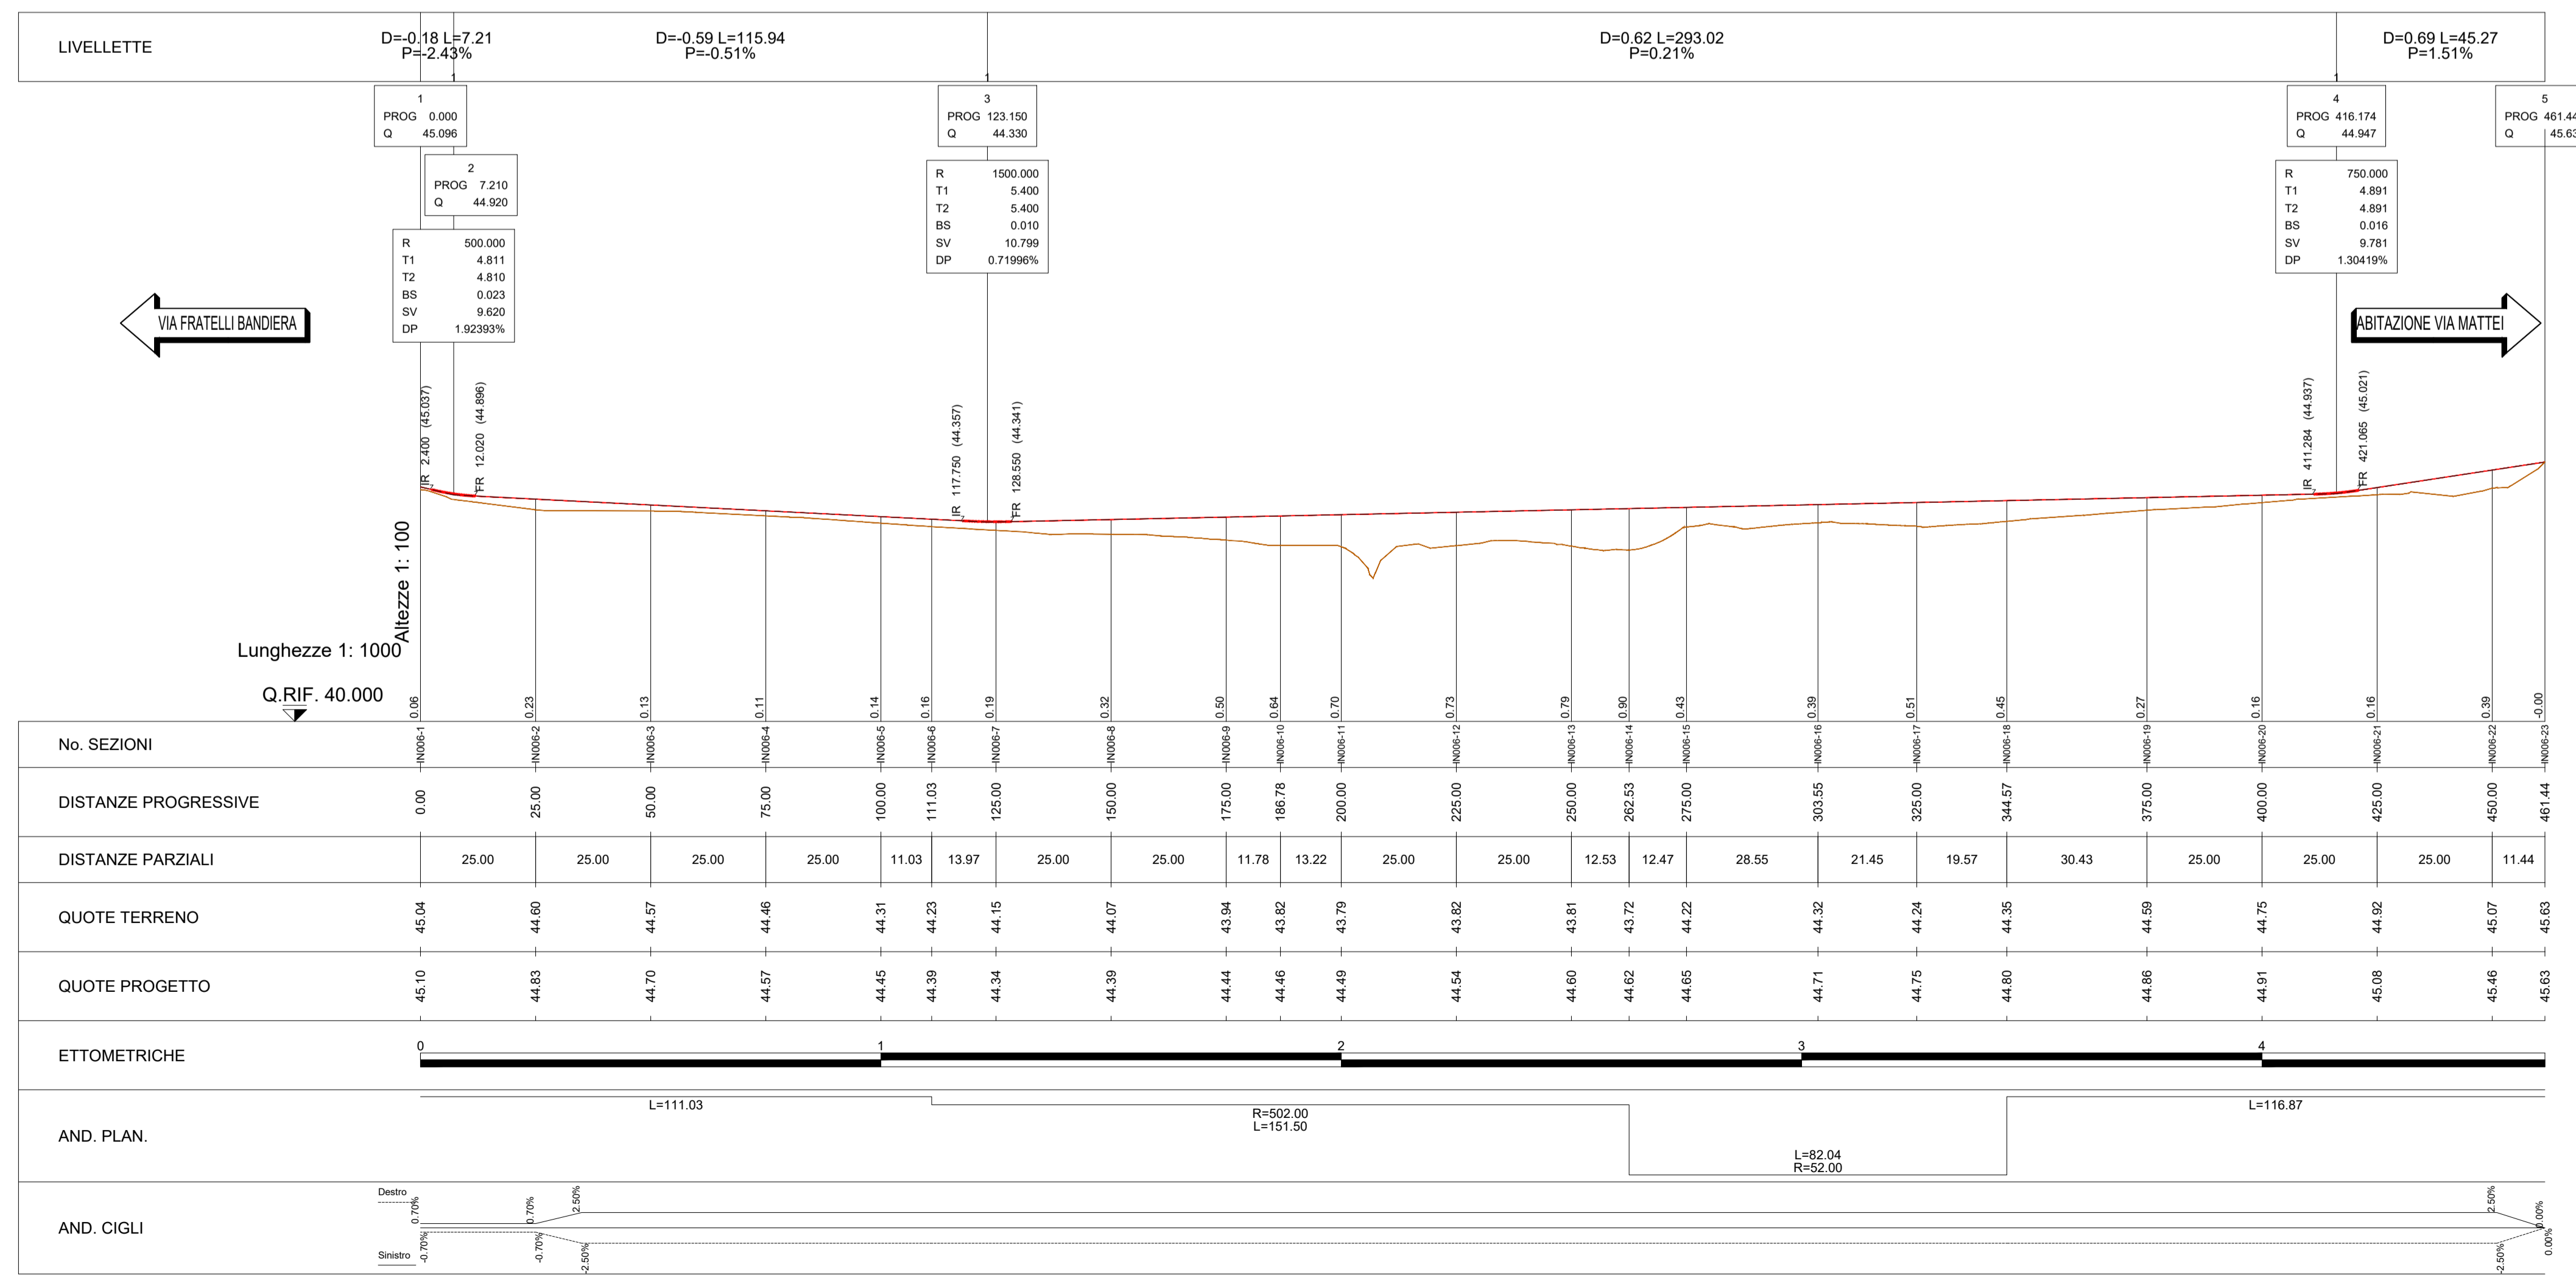 LIVELLETTE
D=-0.18 L=7.21
P=-2.43%
D=-0.59 L=115.94
P=-0.51%
D=0.62 L=293.02
P=0.21%
D=0.69 L=45.27
P=1.51%
1
1
1
1
PROG 0.000
Q 45.096
2
PROG 7.210
Q 44.920
R 500.000
T1 4.811
T2 4.810
BS 0.023
SV 9.620
DP 1.92393%
3
PROG 123.150
Q 44.330
R 1500.000
T1 5.400
T2 5.400
BS 0.010
SV 10.799
DP 0.71996%
4
PROG 416.174
Q 44.947
R 750.000
T1 4.891
T2 4.891
BS 0.016
SV 9.781
DP 1.30419%
5
PROG 461.44
Q 45.63
VIA FRATELLI BANDIERA
ABITAZIONE VIA MATTEI
IR 2.400 (45.037)
FR 12.020 (44.896)
IR 117.750 (44.357)
FR 128.550 (44.341)
IR 411.284 (44.937)
FR 421.065 (45.021)
Altezze 1: 100
Lunghezze 1: 1000
Q.RIF. 40.000
0.06 0.23 0.13 0.11 0.14 0.16 0.19 0.32 0.50 0.64 0.70 0.73 0.79 0.90 0.43 0.39 0.51 0.45 0.27 0.16 0.16 0.39 -0.00
No. SEZIONI
IN006-1 IN006-2 IN006-3 IN006-4 IN006-5 IN006-6 IN006-7 IN006-8 IN006-9 IN006-10 IN006-11 IN006-12 IN006-13 IN006-14 IN006-15 IN006-16 IN006-17 IN006-18 IN006-19 IN006-20 IN006-21 IN006-22 IN006-23
DISTANZE PROGRESSIVE
0.00 25.00 50.00 75.00 100.00 111.03 125.00 150.00 175.00 186.78 200.00 225.00 250.00 262.53 275.00 303.55 325.00 344.57 375.00 400.00 425.00 450.00 461.44
DISTANZE PARZIALI
25.00 25.00 25.00 25.00 11.03 13.97 25.00 25.00 11.78 13.22 25.00 25.00 12.53 12.47 28.55 21.45 19.57 30.43 25.00 25.00 25.00 11.44
QUOTE TERRENO
45.04 44.60 44.57 44.46 44.31 44.23 44.15 44.07 43.94 43.82 43.79 43.82 43.81 43.72 44.22 44.32 44.24 44.35 44.59 44.75 44.92 45.07 45.63
QUOTE PROGETTO
45.10 44.83 44.70 44.57 44.45 44.39 44.34 44.39 44.44 44.46 44.49 44.54 44.60 44.62 44.65 44.71 44.75 44.80 44.86 44.91 45.08 45.46 45.63
ETTOMETRICHE
0 1 2 3 4
AND. PLAN.
L=111.03
R=502.00
L=151.50
L=82.04
R=52.00
L=116.87
AND. CIGLI
Destro
0.70% 0.70% 2.50% 2.50% 0.00%
Sinistro
-0.70% -0.70% -2.50% -2.50% 0.00%